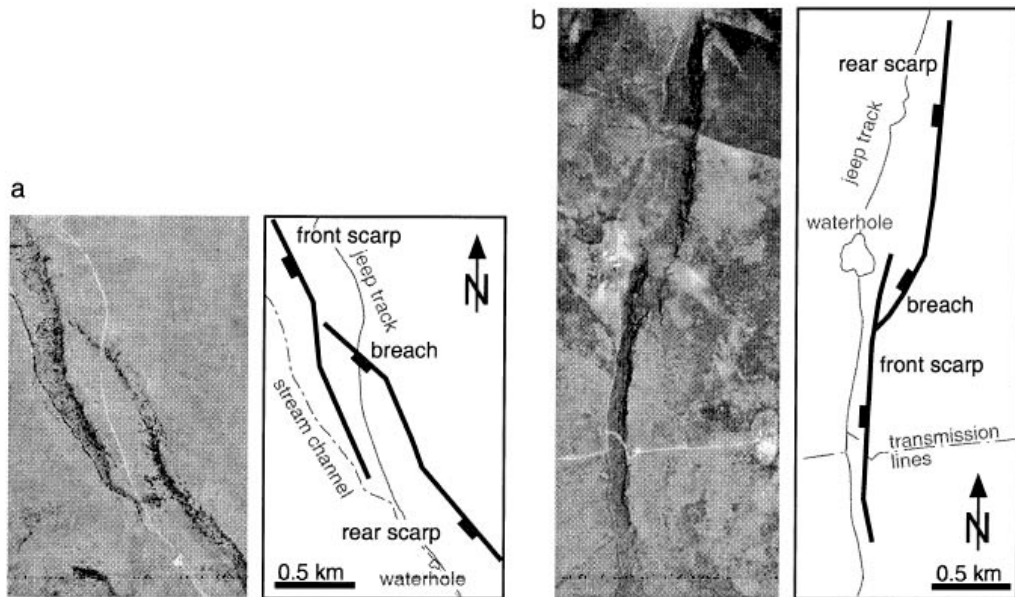 a
front scarp
jeep track
N
breach
stream channel
rear scarp
waterhole
0.5 km
b
rear scarp
jeep track
waterhole
breach
front scarp
transmission
lines
N
0.5 km